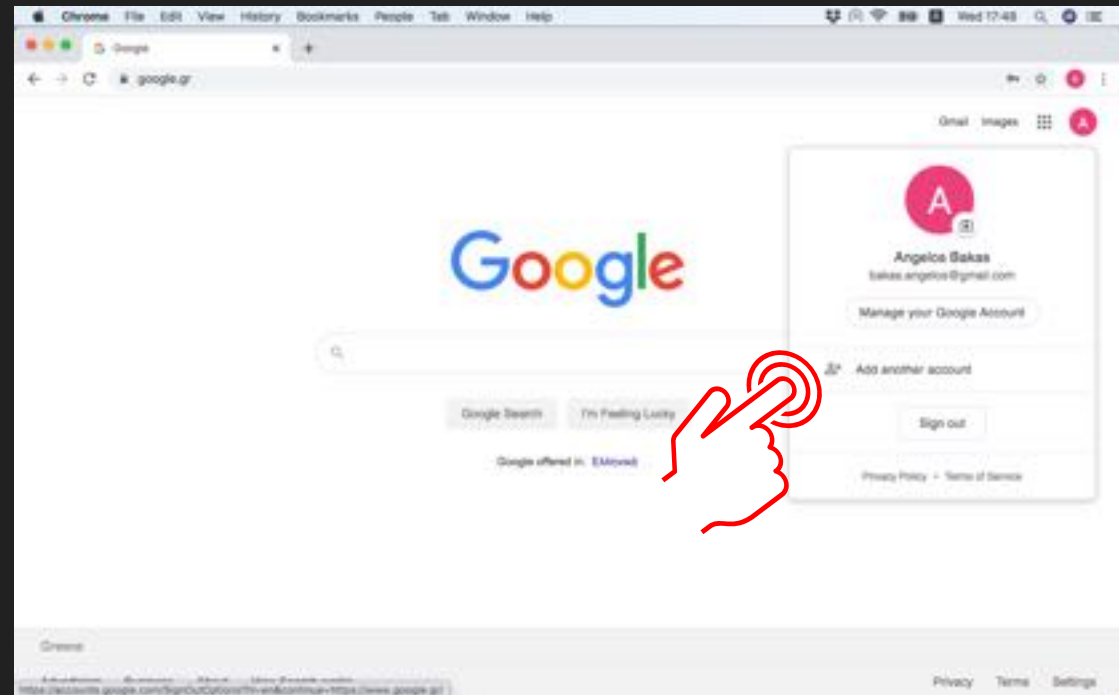 Chrome File Edit View History Bookmarks People Tab Window Help
Wed 17:48
Google
google.gr
Gmail Images
A
A
A
Angelos Bakas
bakas.angelos@gmail.com
Manage your Google Account
Google
Add another account
Google Search I'm Feeling Lucky
Sign out
Google offered in: Ελληνικά
Privacy Policy • Terms of Service
Greece
Privacy Terms Settings